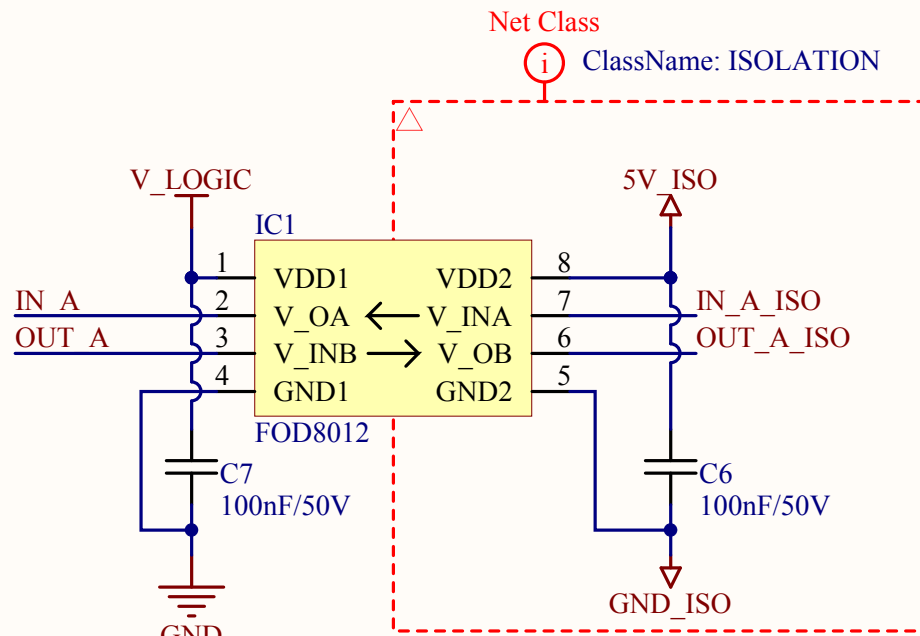 Net Class
i
ClassName: ISOLATION
V_LOGIC
5V_ISO
IC1
1
VDD1
VDD2
8
IN_A
2
V_OA
V_INA
7
IN_A_ISO
OUT_A
3
V_INB
V_OB
6
OUT_A_ISO
4
GND1
GND2
5
FOD8012
C7
100nF/50V
C6
100nF/50V
GND
GND_ISO